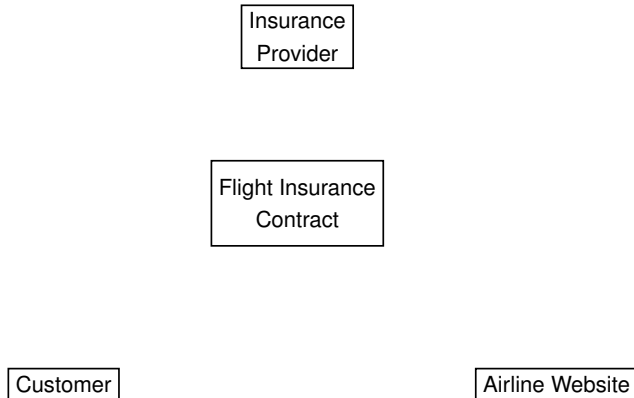 Insurance
Provider
Flight Insurance
Contract
Customer
Airline Website